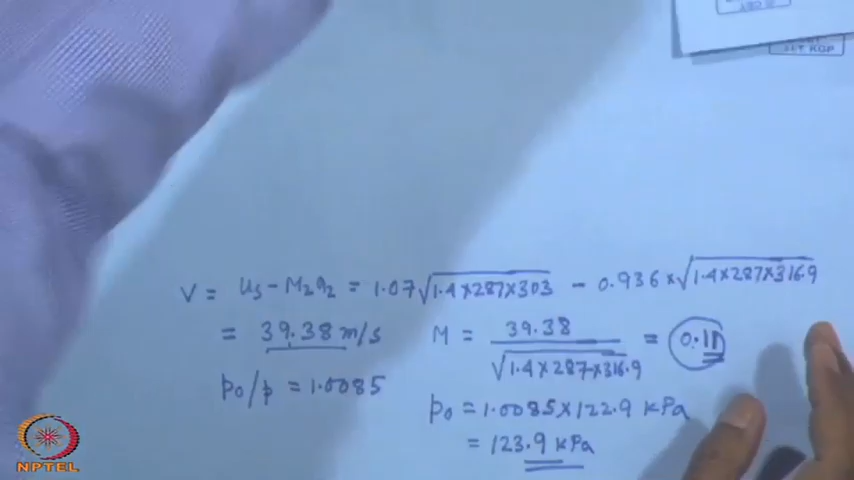 IIT KGP
V = Us - M₂a₂ = 1.07√1.4×287×303 - 0.936×√1.4×287×316.9
= 39.38 m/s M = 39.38 / √1.4×287×316.9 = 0.11
p₀/p = 1.0085
p₀ = 1.0085×122.9 kPa
= 123.9 kPa
NPTEL